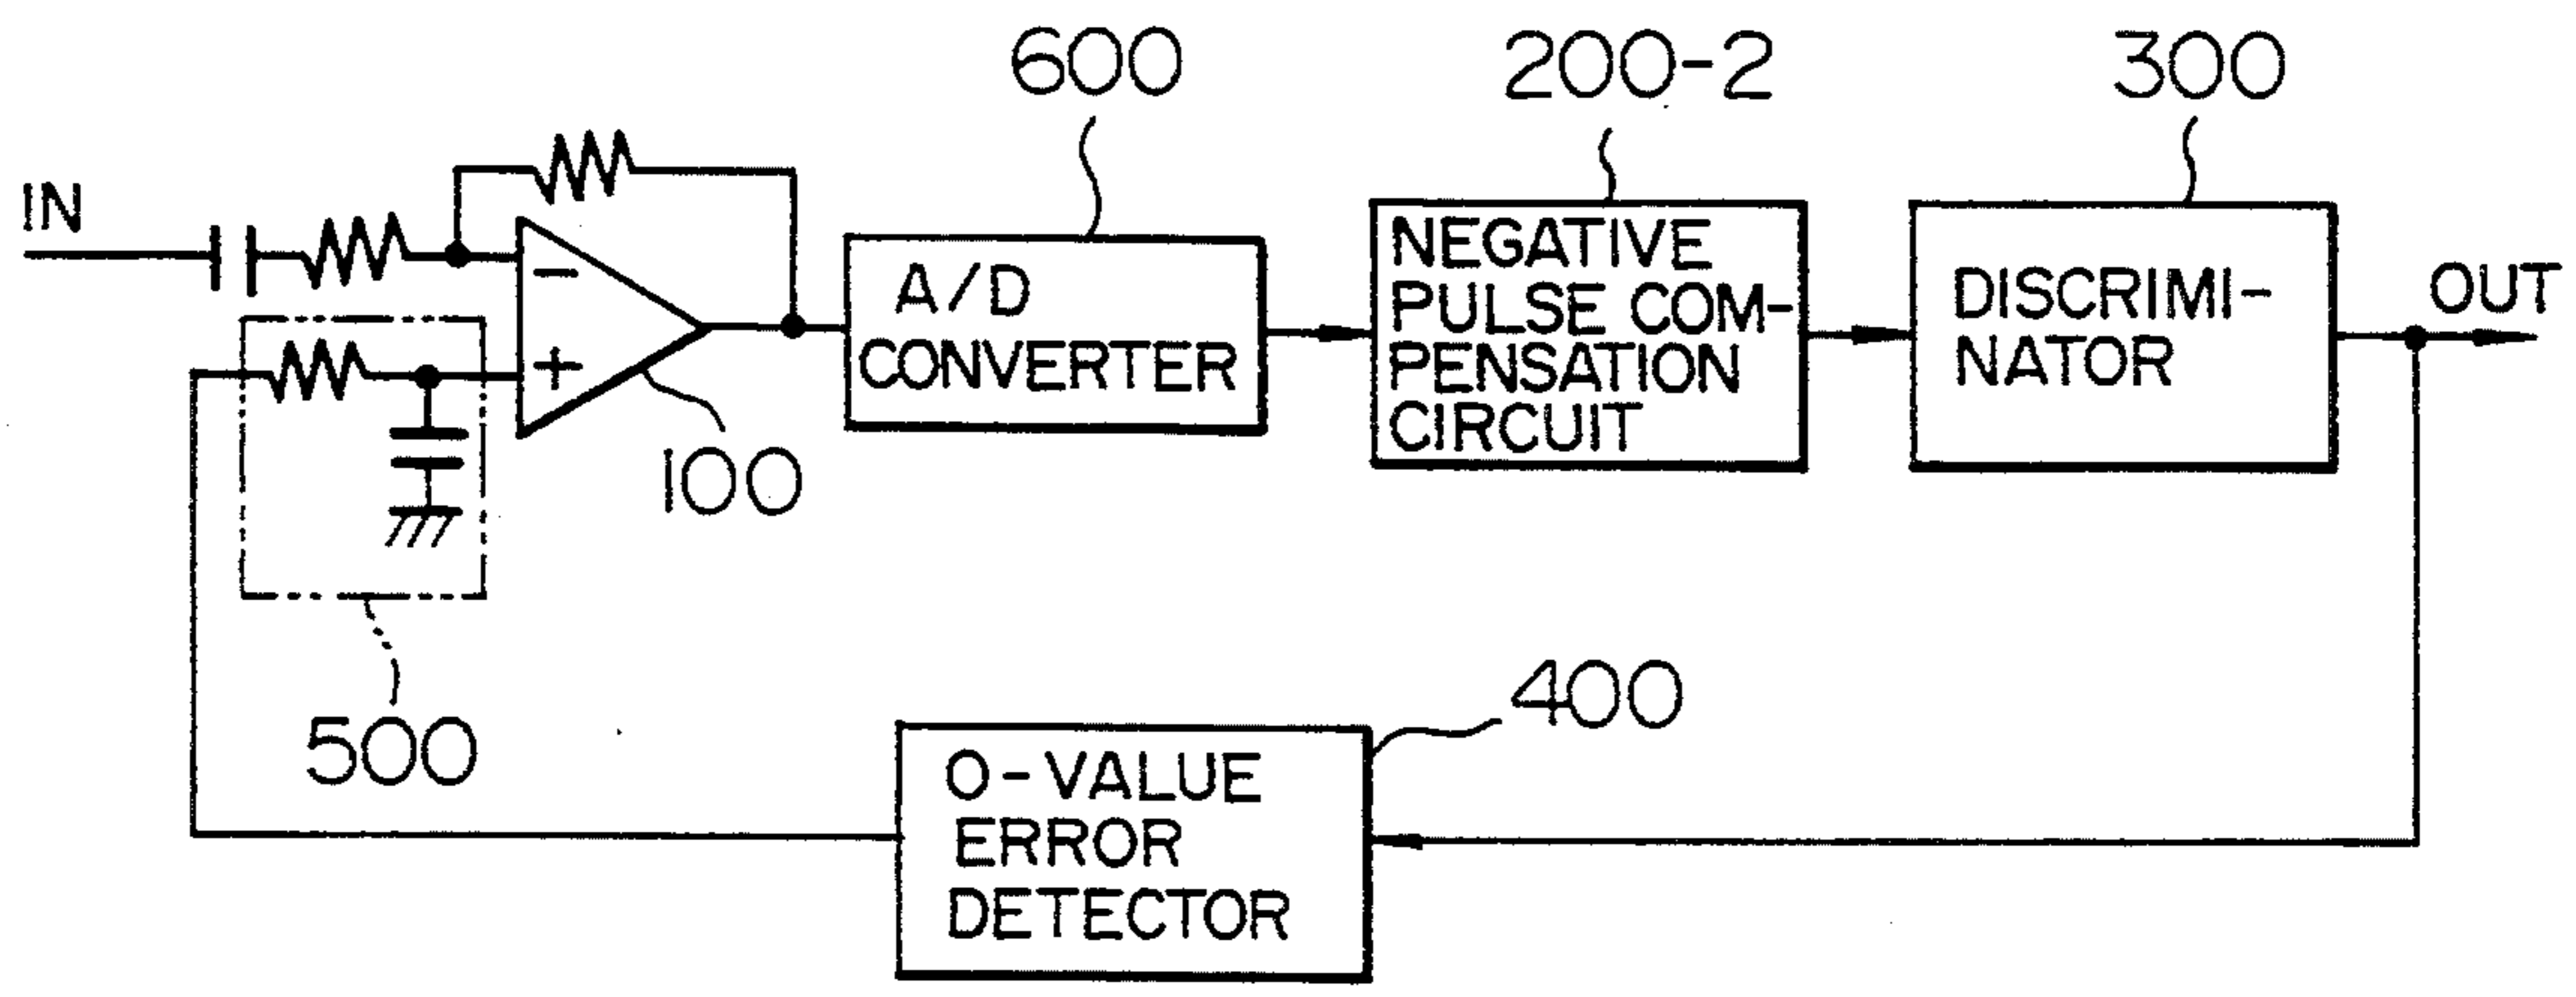 600
200-2
300
IN
A/D
CONVERTER
NEGATIVE
PULSE COM-
PENSATION
CIRCUIT
DISCRIMI-
NATOR
OUT
-
+
100
500
400
0-VALUE
ERROR
DETECTOR